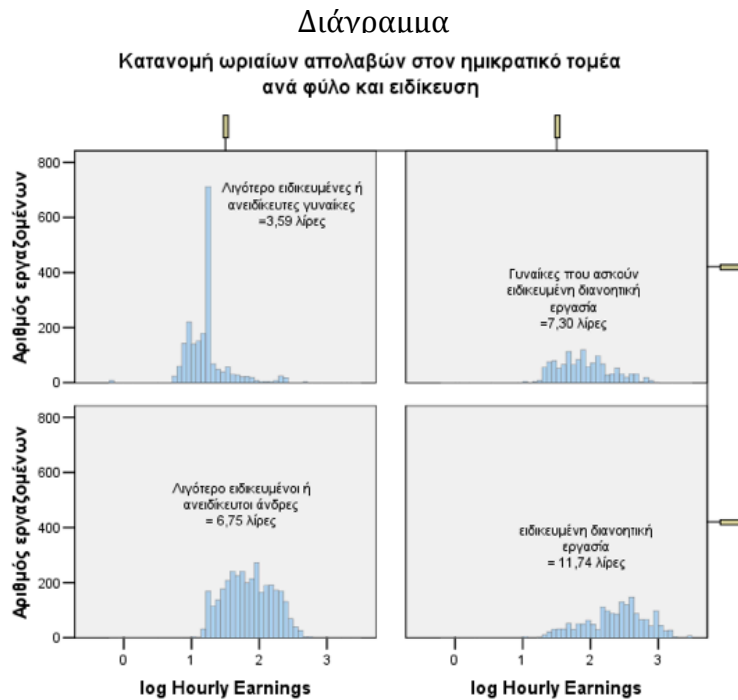 Διάγραμμα
Κατανομή ωριαίων απολαβών στον ημικρατικό τομέα
ανά φύλο και ειδίκευση
Αριθμός εργαζομένων
800
600
400
200
0
Λιγότερο ειδικευμένες ή
ανειδίκευτες γυναίκες
=3,59 λίρες
Γυναίκες που ασκούν
ειδικευμένη διανοητική
εργασία
=7,30 λίρες
Αριθμός εργαζομένων
800
600
400
200
0
Λιγότερο ειδικευμένοι ή
ανειδίκευτοι άνδρες
= 6,75 λίρες
ειδικευμένη διανοητική
εργασία
= 11,74 λίρες
0 1 2 3
0 1 2 3
log Hourly Earnings
log Hourly Earnings